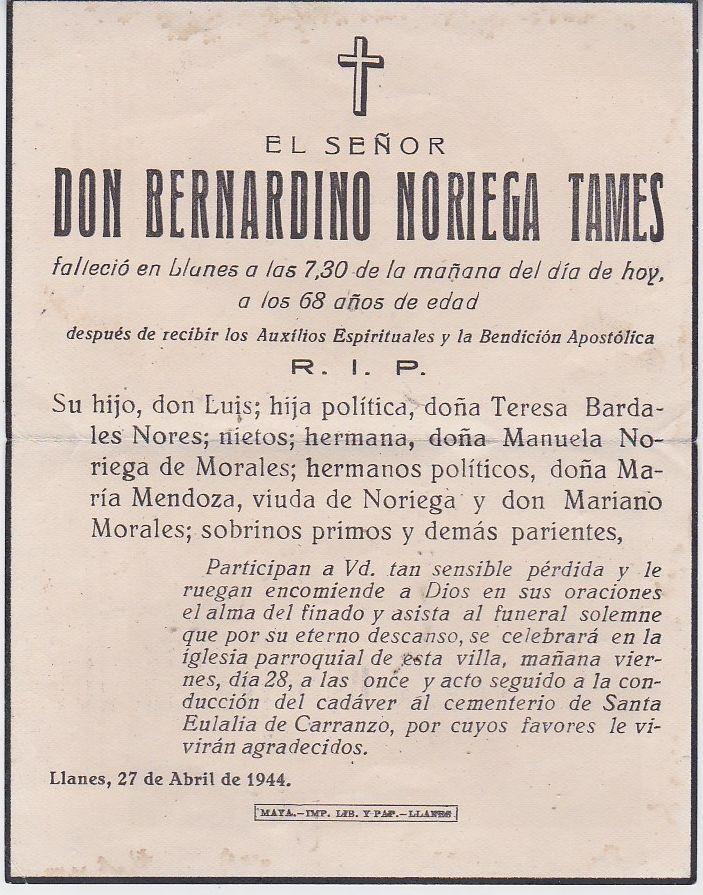 EL SEÑOR
DON BERNARDINO NORIEGA TAMES
falleció en Llanes a las 7,30 de la mañana del día de hoy,
a los 68 años de edad
después de recibir los Auxilios Espirituales y la Bendición Apostólica
R. I. P.
Su hijo, don Luis; hija política, doña Teresa Barda-
les Nores; nietos; hermana, doña Manuela No-
riega de Morales; hermanos políticos, doña Ma-
ría Mendoza, viuda de Noriega y don Mariano
Morales; sobrinos primos y demás parientes,
Participan a Vd. tan sensible pérdida y le
ruegan encomiende a Dios en sus oraciones
el alma del finado y asista al funeral solemne
que por su eterno descanso, se celebrará en la
iglesia parroquial de esta villa, mañana vier-
nes, día 28, a las once y acto seguido a la con-
ducción del cadáver al cementerio de Santa
Eulalia de Carranzo, por cuyos favores le vi-
virán agradecidos.
Llanes, 27 de Abril de 1944.
MAYA.—IMP. LIB. Y PAP.—LLANES